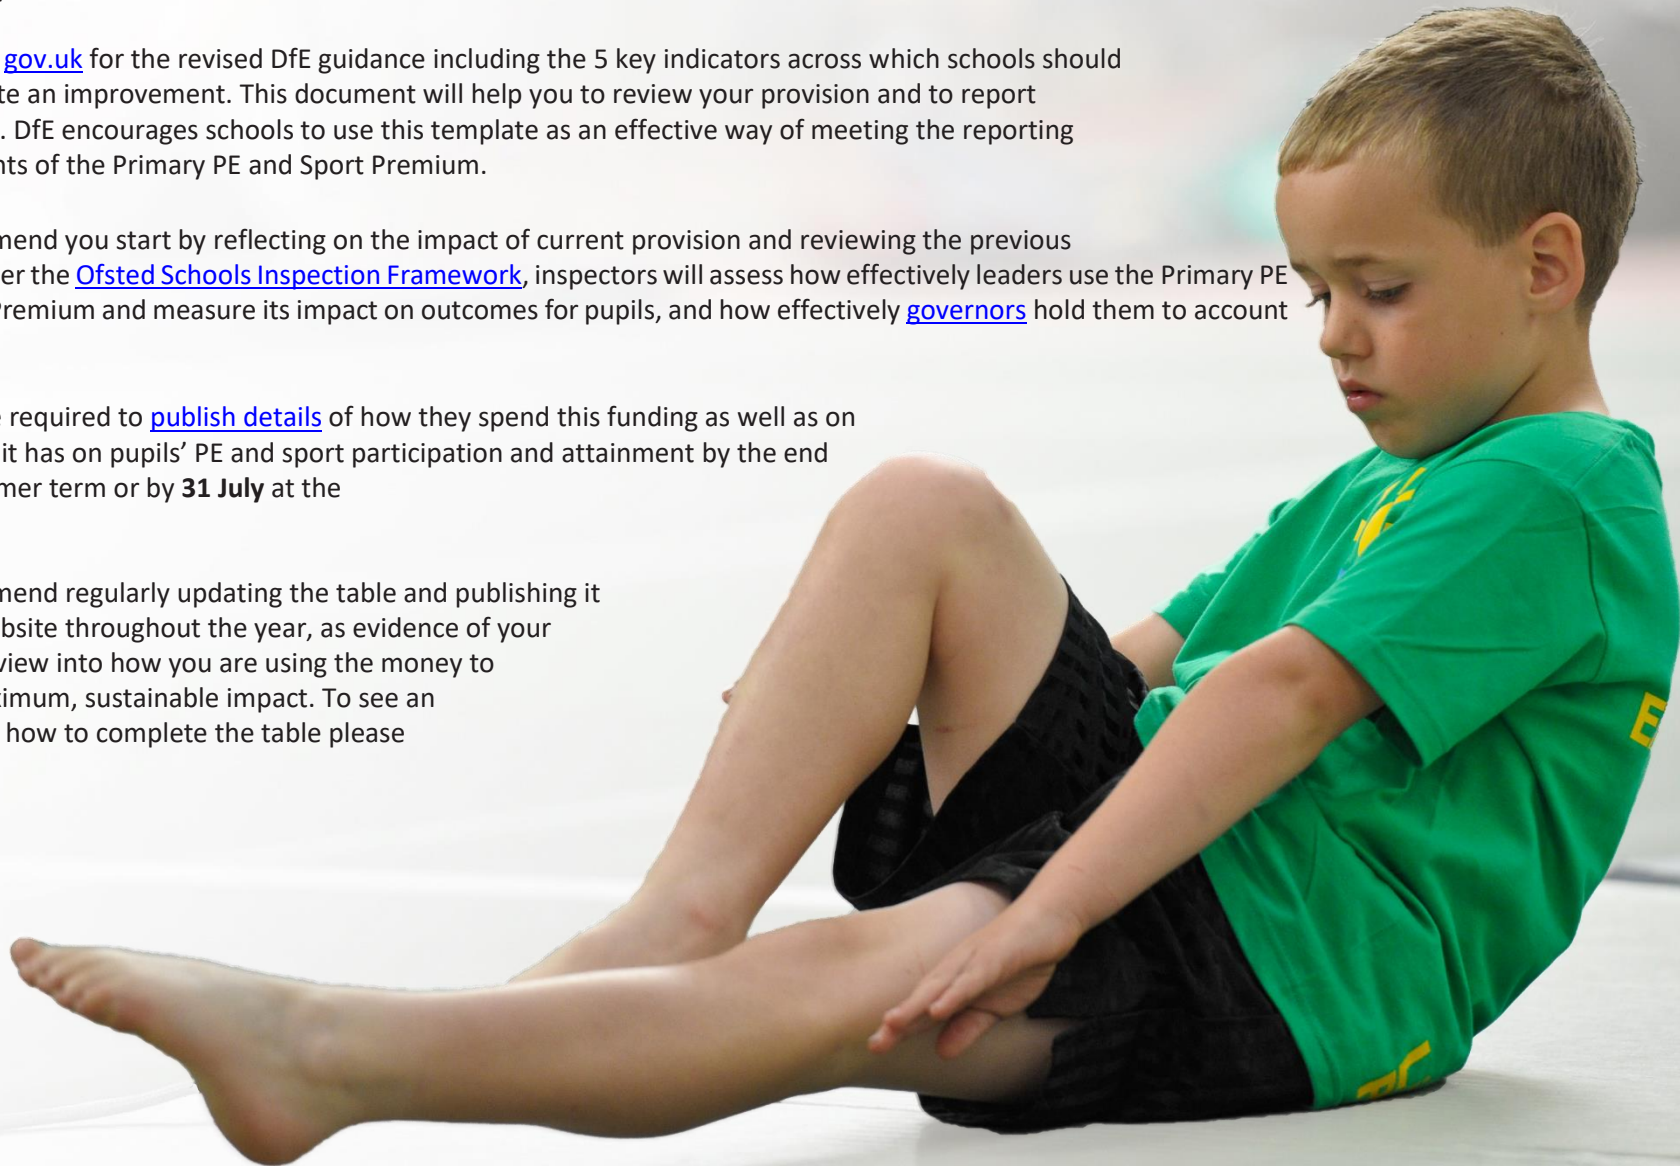 gov.uk for the revised DfE guidance including the 5 key indicators across which schools should
te an improvement. This document will help you to review your provision and to report
. DfE encourages schools to use this template as an effective way of meeting the reporting
nts of the Primary PE and Sport Premium.
mend you start by reflecting on the impact of current provision and reviewing the previous
er the Ofsted Schools Inspection Framework, inspectors will assess how effectively leaders use the Primary PE
Premium and measure its impact on outcomes for pupils, and how effectively governors hold them to account
e required to publish details of how they spend this funding as well as on
it has on pupils’ PE and sport participation and attainment by the end
mer term or by 31 July at the
mend regularly updating the table and publishing it
bsite throughout the year, as evidence of your
view into how you are using the money to
ximum, sustainable impact. To see an
how to complete the table please